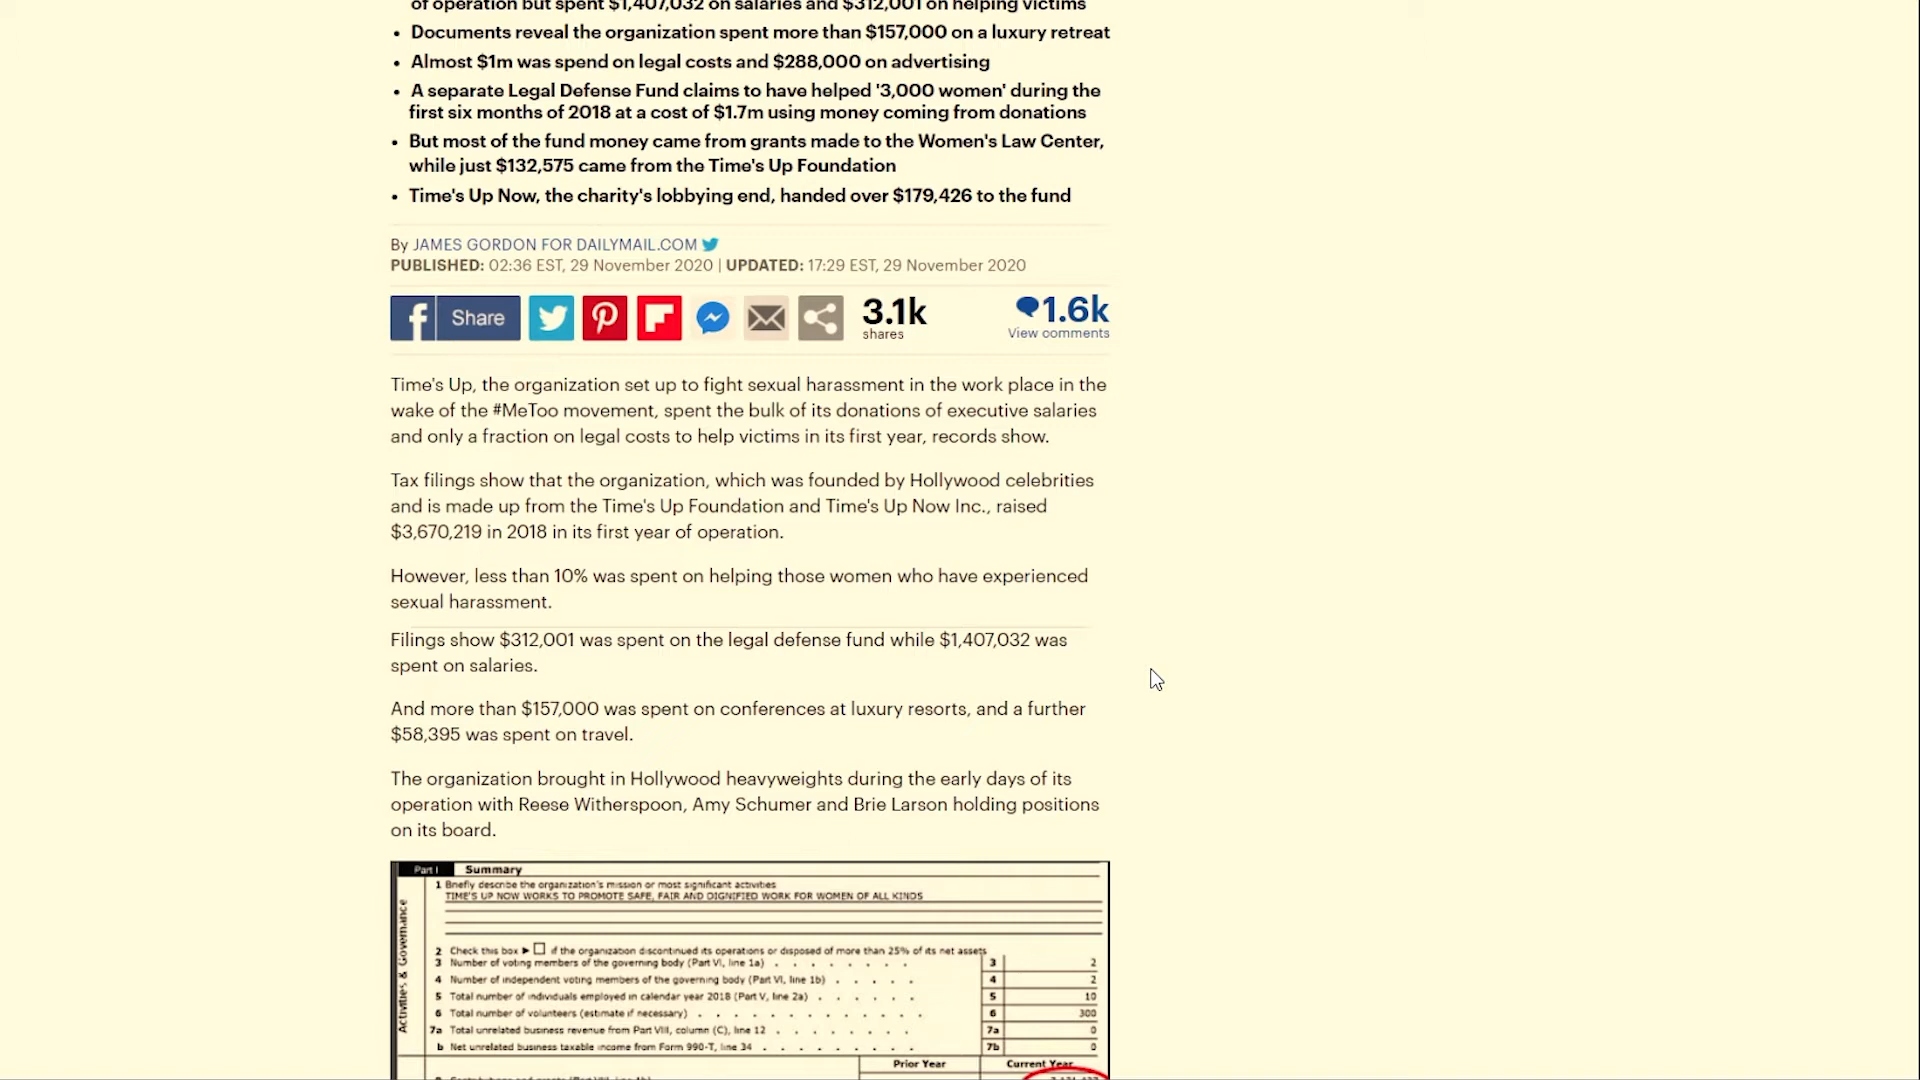 of operation but spent $1,407,032 on salaries and $312,001 on helping victims
• Documents reveal the organization spent more than $157,000 on a luxury retreat
• Almost $1m was spend on legal costs and $288,000 on advertising
• A separate Legal Defense Fund claims to have helped '3,000 women' during the
first six months of 2018 at a cost of $1.7m using money coming from donations
• But most of the fund money came from grants made to the Women's Law Center,
while just $132,575 came from the Time's Up Foundation
• Time's Up Now, the charity's lobbying end, handed over $179,426 to the fund
By JAMES GORDON FOR DAILYMAIL.COM
PUBLISHED: 02:36 EST, 29 November 2020 | UPDATED: 17:29 EST, 29 November 2020
Share
3.1k
shares
1.6k
View comments
Time's Up, the organization set up to fight sexual harassment in the work place in the
wake of the #MeToo movement, spent the bulk of its donations of executive salaries
and only a fraction on legal costs to help victims in its first year, records show.
Tax filings show that the organization, which was founded by Hollywood celebrities
and is made up from the Time's Up Foundation and Time's Up Now Inc., raised
$3,670,219 in 2018 in its first year of operation.
However, less than 10% was spent on helping those women who have experienced
sexual harassment.
Filings show $312,001 was spent on the legal defense fund while $1,407,032 was
spent on salaries.
And more than $157,000 was spent on conferences at luxury resorts, and a further
$58,395 was spent on travel.
The organization brought in Hollywood heavyweights during the early days of its
operation with Reese Witherspoon, Amy Schumer and Brie Larson holding positions
on its board.
Part I Summary
Activities & Governance
1 Briefly describe the organization's mission or most significant activities
TIME'S UP NOW WORKS TO PROMOTE SAFE, FAIR AND DIGNIFIED WORK FOR WOMEN OF ALL KINDS
2 Check this box ► if the organization discontinued its operations or disposed of more than 25% of its net assets
3 Number of voting members of the governing body (Part VI, line 1a) . . . . . . . 3 2
4 Number of independent voting members of the governing body (Part VI, line 1b) . . . . . 4 2
5 Total number of individuals employed in calendar year 2018 (Part V, line 2a) . . . . . . 5 10
6 Total number of volunteers (estimate if necessary) . . . . . . . . . . . 6 300
7a Total unrelated business revenue from Part VIII, column (C), line 12 . . . . . . . . 7a 0
b Net unrelated business taxable income from Form 990-T, line 34 . . . . . . . . 7b 0
Prior Year Current Year